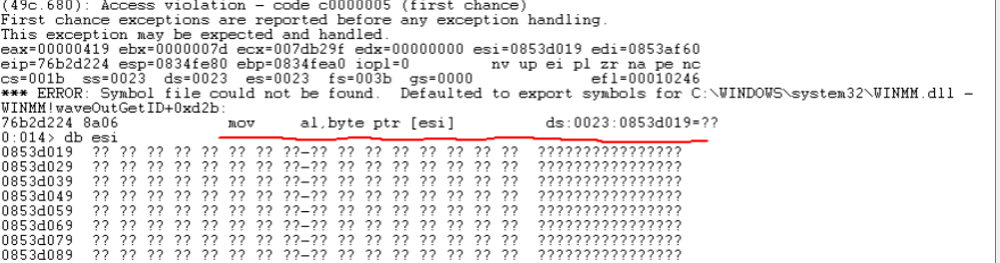 (49c.680): Access violation - code c0000005 (first chance)
First chance exceptions are reported before any exception handling.
This exception may be expected and handled.
eax=00000419 ebx=0000007d ecx=007db29f edx=00000000 esi=0853d019 edi=0853af60
eip=76b2d224 esp=0834fe80 ebp=0834fea0 iopl=0         nv up ei pl zr na pe nc
cs=001b  ss=0023  ds=0023  es=0023  fs=003b  gs=0000             efl=00010246
*** ERROR: Symbol file could not be found.  Defaulted to export symbols for C:\WINDOWS\system32\WINMM.dll -
WINMM!waveOutGetID+0xd2b:
76b2d224 8a06            mov     al,byte ptr [esi]          ds:0023:0853d019=??
0:014> db esi
0853d019  ?? ?? ?? ?? ?? ?? ?? ??-?? ?? ?? ?? ?? ?? ?? ??  ????????????????
0853d029  ?? ?? ?? ?? ?? ?? ?? ??-?? ?? ?? ?? ?? ?? ?? ??  ????????????????
0853d039  ?? ?? ?? ?? ?? ?? ?? ??-?? ?? ?? ?? ?? ?? ?? ??  ????????????????
0853d049  ?? ?? ?? ?? ?? ?? ?? ??-?? ?? ?? ?? ?? ?? ?? ??  ????????????????
0853d059  ?? ?? ?? ?? ?? ?? ?? ??-?? ?? ?? ?? ?? ?? ?? ??  ????????????????
0853d069  ?? ?? ?? ?? ?? ?? ?? ??-?? ?? ?? ?? ?? ?? ?? ??  ????????????????
0853d079  ?? ?? ?? ?? ?? ?? ?? ??-?? ?? ?? ?? ?? ?? ?? ??  ????????????????
0853d089  ?? ?? ?? ?? ?? ?? ?? ??-?? ?? ?? ?? ?? ?? ?? ??  ????????????????